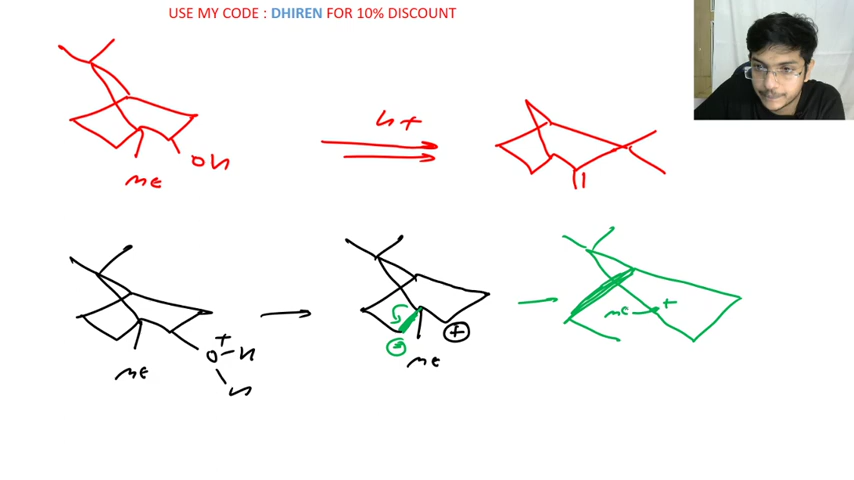 USE MY CODE : DHIREN FOR 10% DISCOUNT
H+
OH
Me
+
O-H
H
Me
+
Me
Me
+